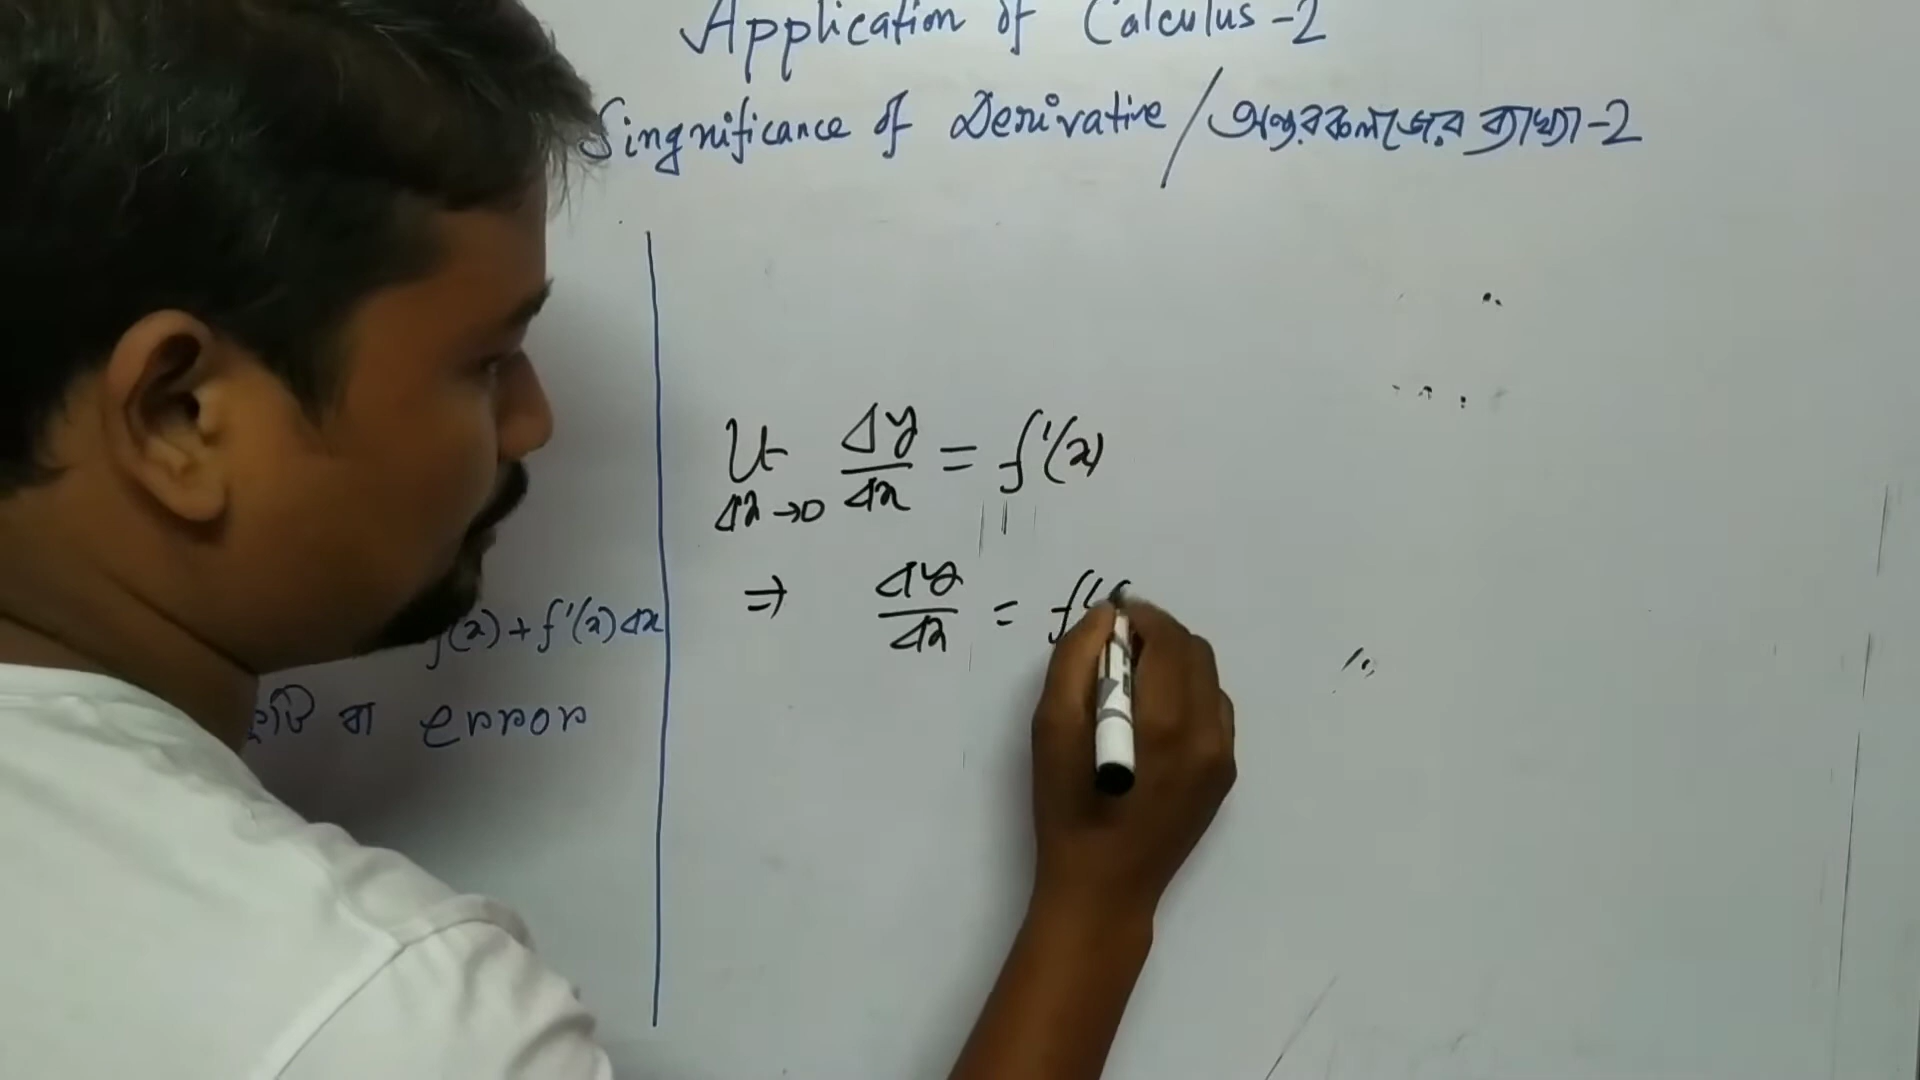 Application of Calculus-2
Singnificance of Derivative / অন্তরকলজের ব্যাখ্যা-2
f(x)+f'(x)Δx
বা error
Lt Δy/Δx = f'(x)
Δx→0
⇒ Δy/Δx = f'(